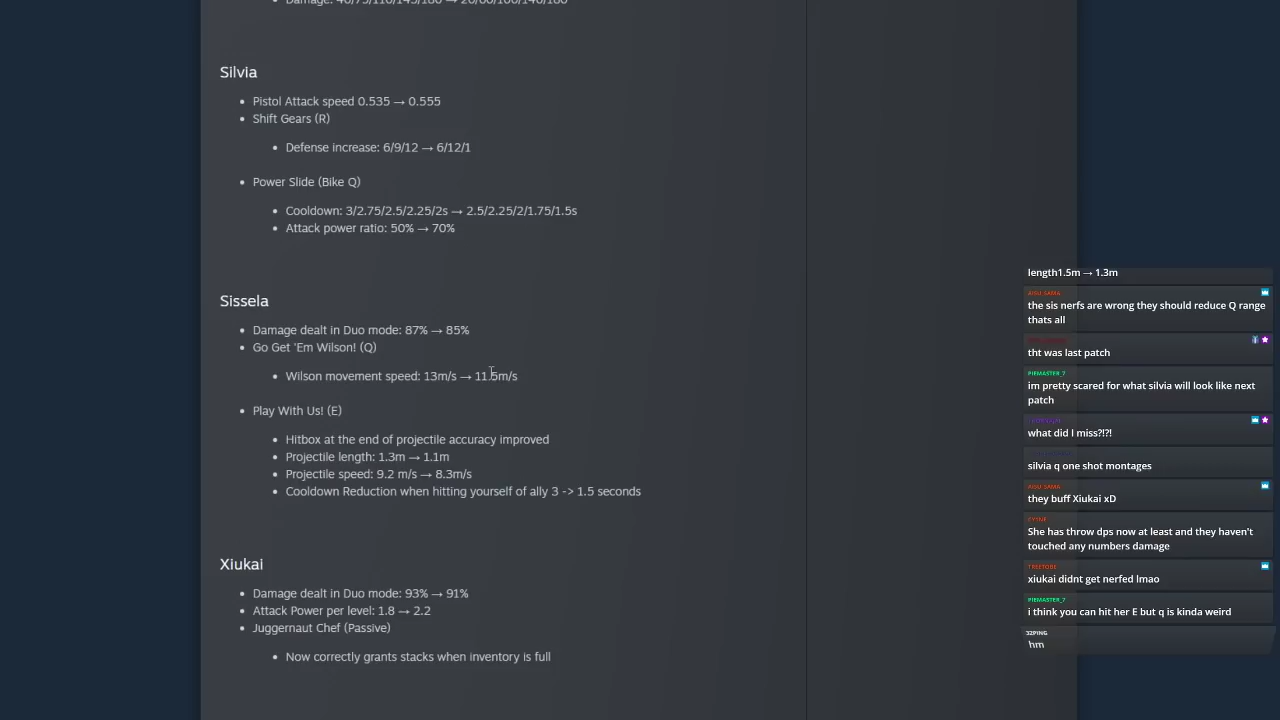 Silvia
• Pistol Attack speed 0.535 → 0.555
• Shift Gears (R)
• Defense increase: 6/9/12 → 6/12/1
• Power Slide (Bike Q)
• Cooldown: 3/2.75/2.5/2.25/2s → 2.5/2.25/2/1.75/1.5s
• Attack power ratio: 50% → 70%
Sissela
• Damage dealt in Duo mode: 87% → 85%
• Go Get 'Em Wilson! (Q)
• Wilson movement speed: 13m/s → 11.5m/s
• Play With Us! (E)
• Hitbox at the end of projectile accuracy improved
• Projectile length: 1.3m → 1.1m
• Projectile speed: 9.2 m/s → 8.3m/s
• Cooldown Reduction when hitting yourself of ally 3 -> 1.5 seconds
Xiukai
• Damage dealt in Duo mode: 93% → 91%
• Attack Power per level: 1.8 → 2.2
• Juggernaut Chef (Passive)
• Now correctly grants stacks when inventory is full
length1.5m → 1.3m
the sis nerfs are wrong they should reduce Q range
thats all
tht was last patch
PIEMASTER_7
im pretty scared for what silvia will look like next
patch
what did I miss?!?!
silvia q one shot montages
they buff Xiukai xD
She has throw dps now at least and they haven't
touched any numbers damage
xiukai didnt get nerfed lmao
PIEMASTER_7
i think you can hit her E but q is kinda weird
32PING
hm